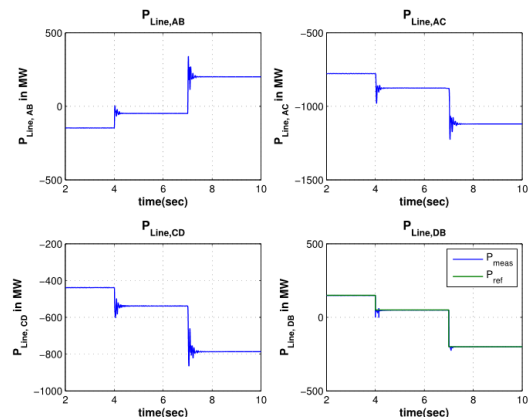 P_Line,AB
500
0
−500
P_Line, AB in MW
2 4 6 8 10
time(sec)
P_Line,AC
−500
−1000
−1500
P_Line, AC in MW
2 4 6 8 10
time(sec)
P_Line,CD
−200
−400
−600
−800
−1000
P_Line, CD in MW
2 4 6 8 10
time(sec)
P_Line,DB
500
0
−500
P_Line, DB in MW
P_meas
P_ref
2 4 6 8 10
time(sec)